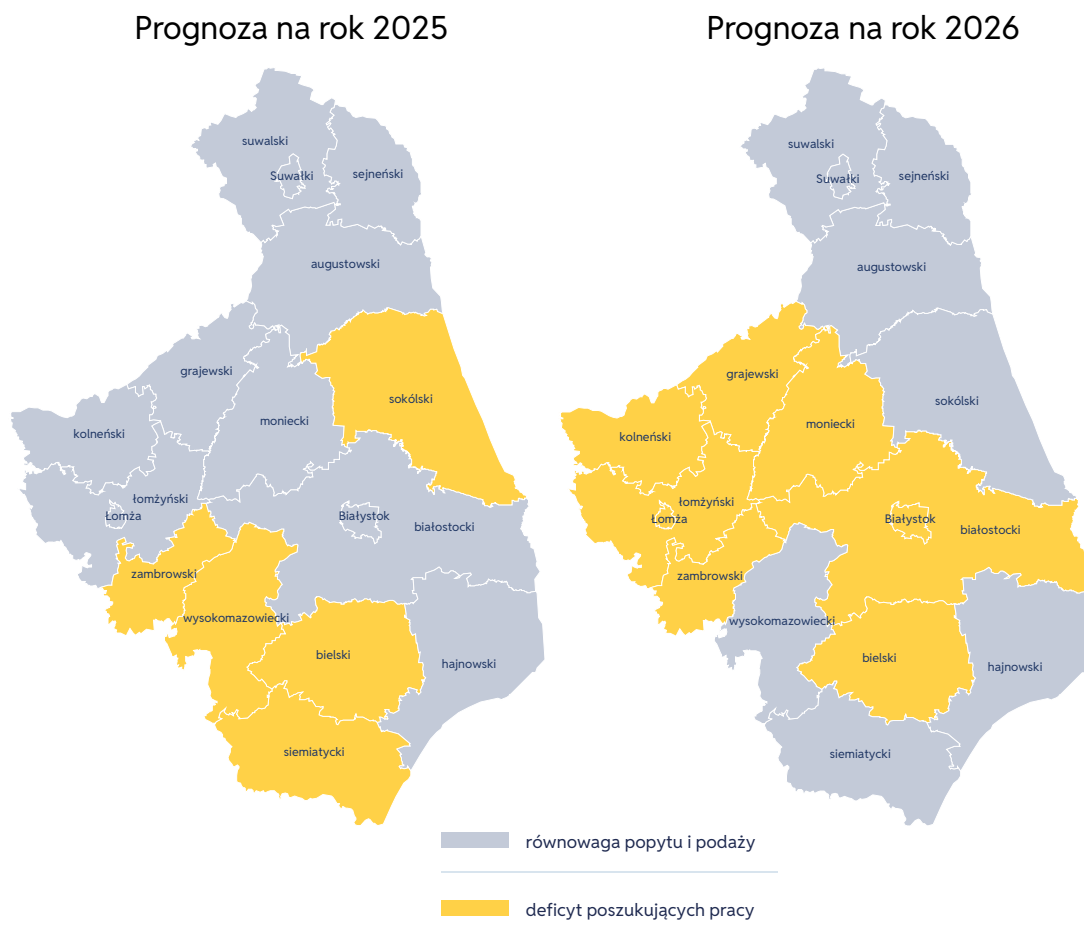 Prognoza na rok 2025
suwalski
Suwałki
sejneński
augustowski
grajewski
sokólski
moniecki
kolneński
łomżyński
Łomża
Białystok
białostocki
zambrowski
wysokomazowiecki
bielski
hajnowski
siemiatycki
Prognoza na rok 2026
suwalski
Suwałki
sejneński
augustowski
grajewski
sokólski
moniecki
kolneński
łomżyński
Łomża
Białystok
białostocki
zambrowski
wysokomazowiecki
bielski
hajnowski
siemiatycki
równowaga popytu i podaży
deficyt poszukujących pracy